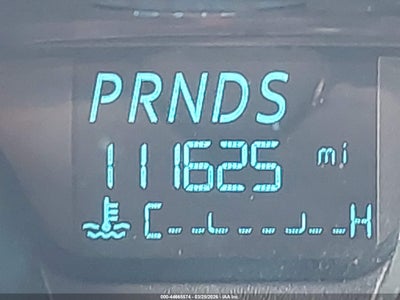 PRNDS
111625 mi
C H
000-44665574 - 03/20/2026 - IAA Inc.